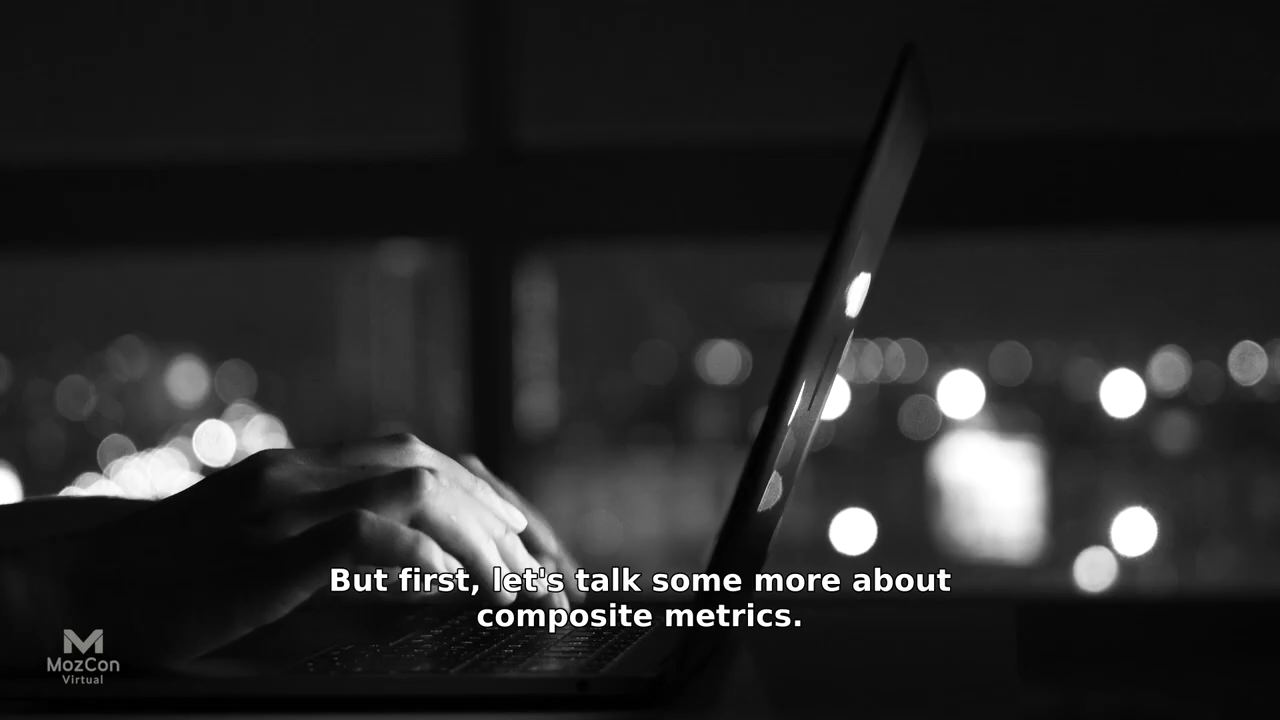 But first, let's talk some more about
composite metrics.
MozCon
Virtual